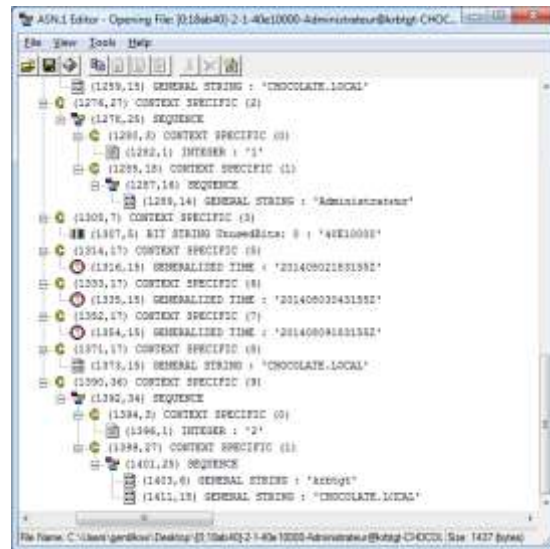 ASN.1 Editor - Opening File: [0;18ab40]-2-1-40e10000-Administrateur@krbtgt-CHOC...
File View Tools Help
(1259,15) GENERAL STRING : 'CHOCOLATE.LOCAL'
(1276,27) CONTEXT SPECIFIC (2)
(1278,25) SEQUENCE
(1280,3) CONTEXT SPECIFIC (0)
(1282,1) INTEGER : '1'
(1285,18) CONTEXT SPECIFIC (1)
(1287,16) SEQUENCE
(1289,14) GENERAL STRING : 'Administrateur'
(1305,7) CONTEXT SPECIFIC (3)
(1307,5) BIT STRING UnusedBits: 0 : '40E10000'
(1314,17) CONTEXT SPECIFIC (5)
(1316,15) GENERALIZED TIME : '20140802183155Z'
(1333,17) CONTEXT SPECIFIC (6)
(1335,15) GENERALIZED TIME : '20140803043155Z'
(1352,17) CONTEXT SPECIFIC (7)
(1354,15) GENERALIZED TIME : '20140809183155Z'
(1371,17) CONTEXT SPECIFIC (8)
(1373,15) GENERAL STRING : 'CHOCOLATE.LOCAL'
(1390,36) CONTEXT SPECIFIC (9)
(1392,34) SEQUENCE
(1394,3) CONTEXT SPECIFIC (0)
(1396,1) INTEGER : '2'
(1399,27) CONTEXT SPECIFIC (1)
(1401,25) SEQUENCE
(1403,6) GENERAL STRING : 'krbtgt'
(1411,15) GENERAL STRING : 'CHOCOLATE.LOCAL'
File Name: C:\Users\gentilkiwi\Desktop\[0;18ab40]-2-1-40e10000-Administrateur@krbtgt-CHOCOL Size: 1437 (bytes)